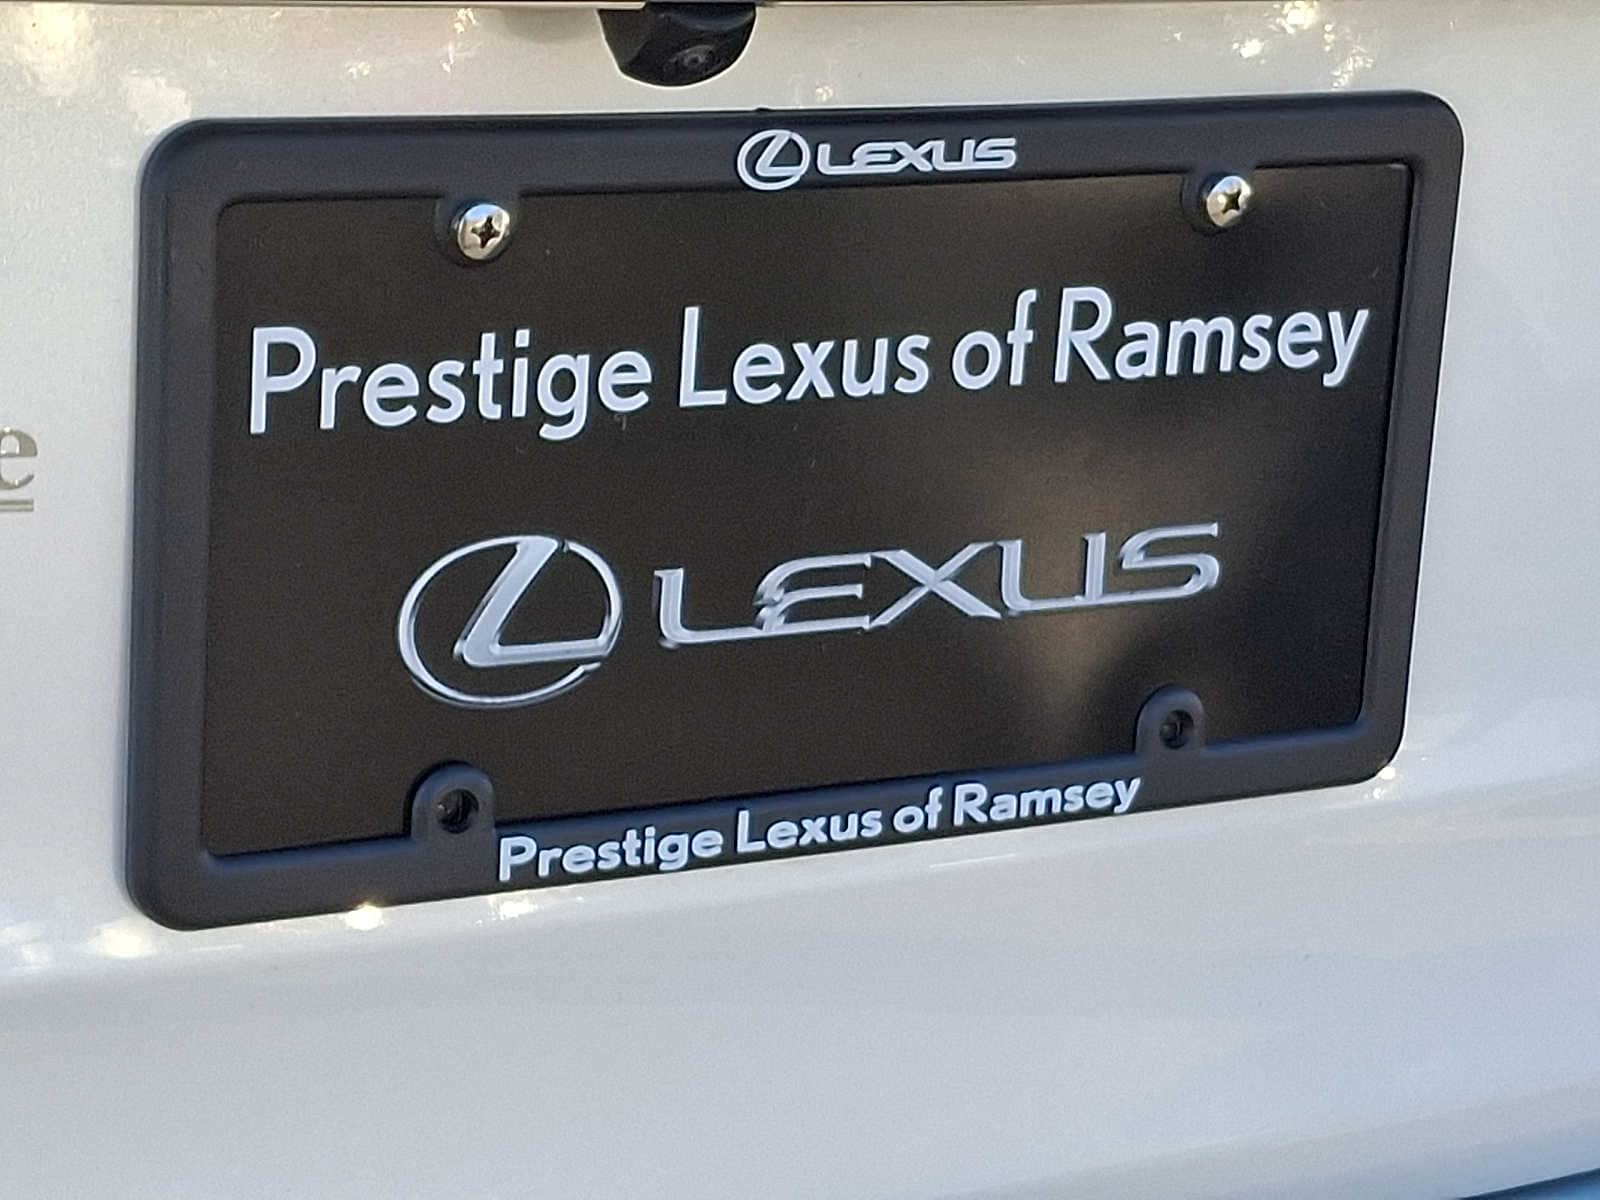 LEXUS
Prestige Lexus of Ramsey
e
LEXUS
Prestige Lexus of Ramsey